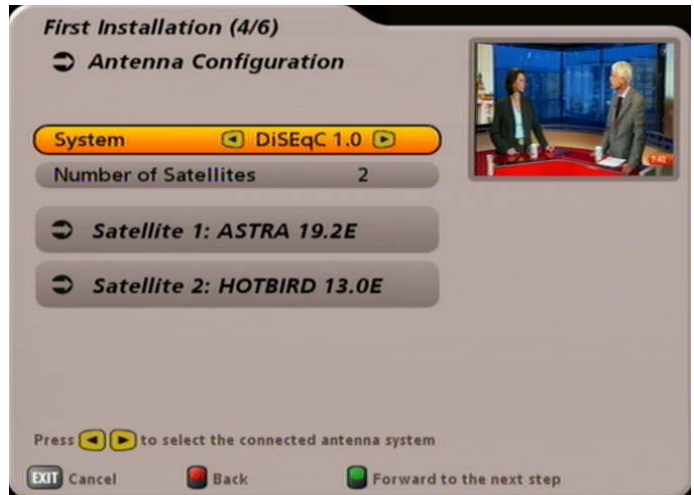 First Installation (4/6)
Antenna Configuration
System DiSEqC 1.0
Number of Satellites 2
Satellite 1: ASTRA 19.2E
Satellite 2: HOTBIRD 13.0E
Press to select the connected antenna system
EXIT Cancel Back Forward to the next step